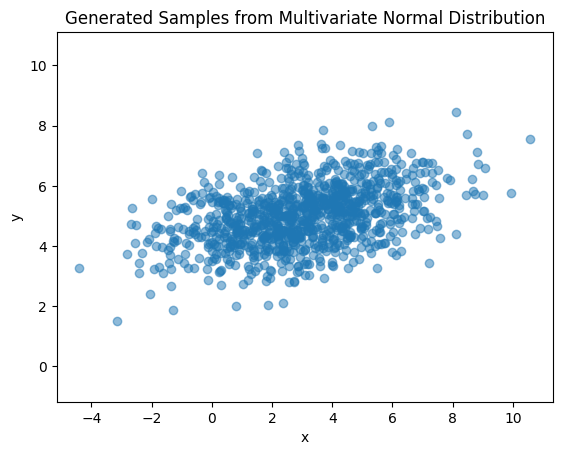 Generated Samples from Multivariate Normal Distribution
10
8
6
4
2
0
y
−4 −2 0 2 4 6 8 10
x